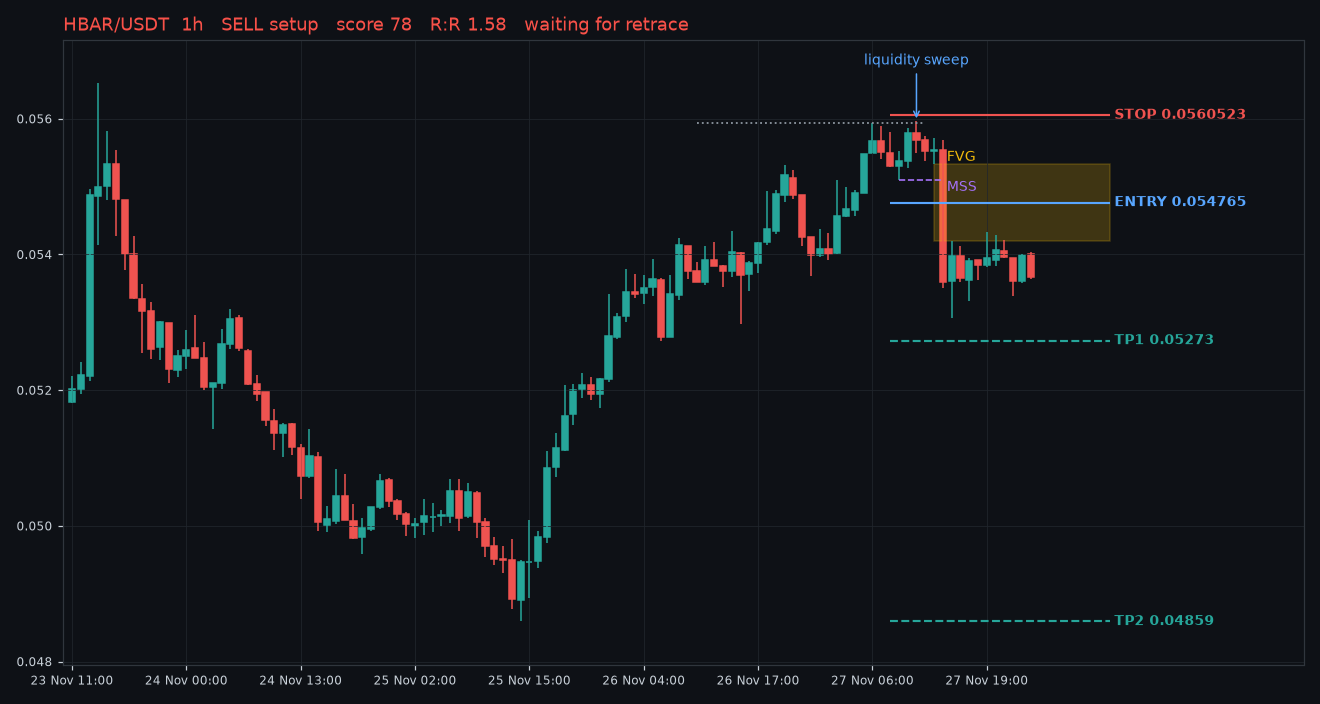 HBAR/USDT 1h SELL setup score 78 R:R 1.58 waiting for retrace
liquidity sweep
0.056
STOP 0.0560523
FVG
MSS
ENTRY 0.054765
0.054
TP1 0.05273
0.052
0.050
TP2 0.04859
0.048
23 Nov 11:00 24 Nov 00:00 24 Nov 13:00 25 Nov 02:00 25 Nov 15:00 26 Nov 04:00 26 Nov 17:00 27 Nov 06:00 27 Nov 19:00